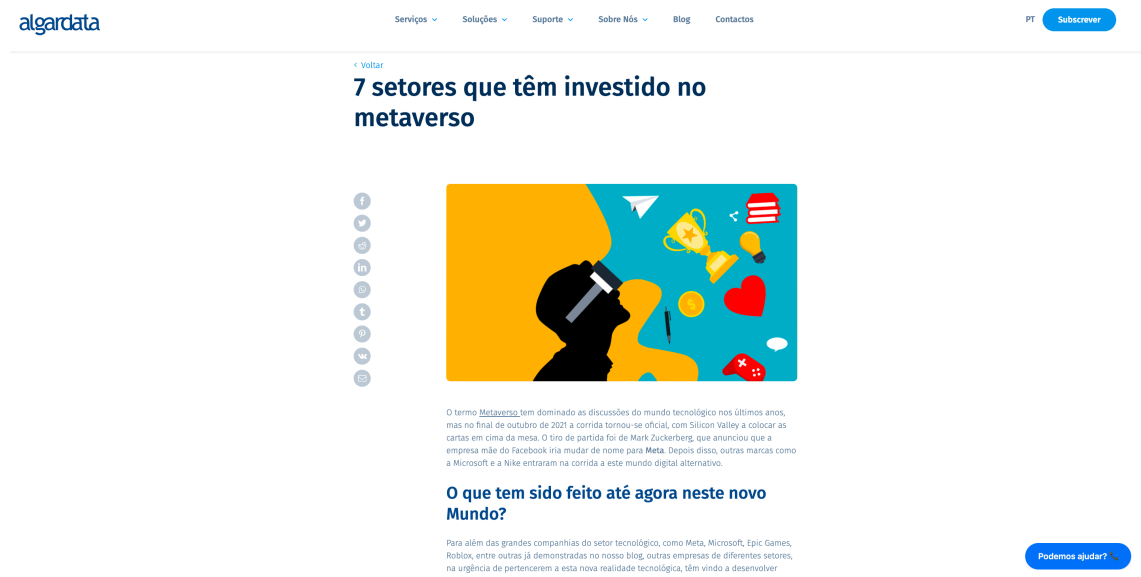 algardata
Serviços
Soluções
Suporte
Sobre Nós
Blog
Contactos
PT
Subscrever
Voltar
7 setores que têm investido no
metaverso
O termo Metaverso tem dominado as discussões do mundo tecnológico nos últimos anos,
mas no final de outubro de 2021 a corrida tornou-se oficial, com Silicon Valley a colocar as
cartas em cima da mesa. O tiro de partida foi de Mark Zuckerberg, que anunciou que a
empresa mãe do Facebook iria mudar de nome para Meta. Depois disso, outras marcas como
a Microsoft e a Nike entraram na corrida a este mundo digital alternativo.
O que tem sido feito até agora neste novo
Mundo?
Para além das grandes companhias do setor tecnológico, como Meta, Microsoft, Epic Games,
Roblox, entre outras já demonstradas no nosso blog, outras empresas de diferentes setores,
na urgência de pertencerem a esta nova realidade tecnológica, têm vindo a desenvolver
Podemos ajudar?